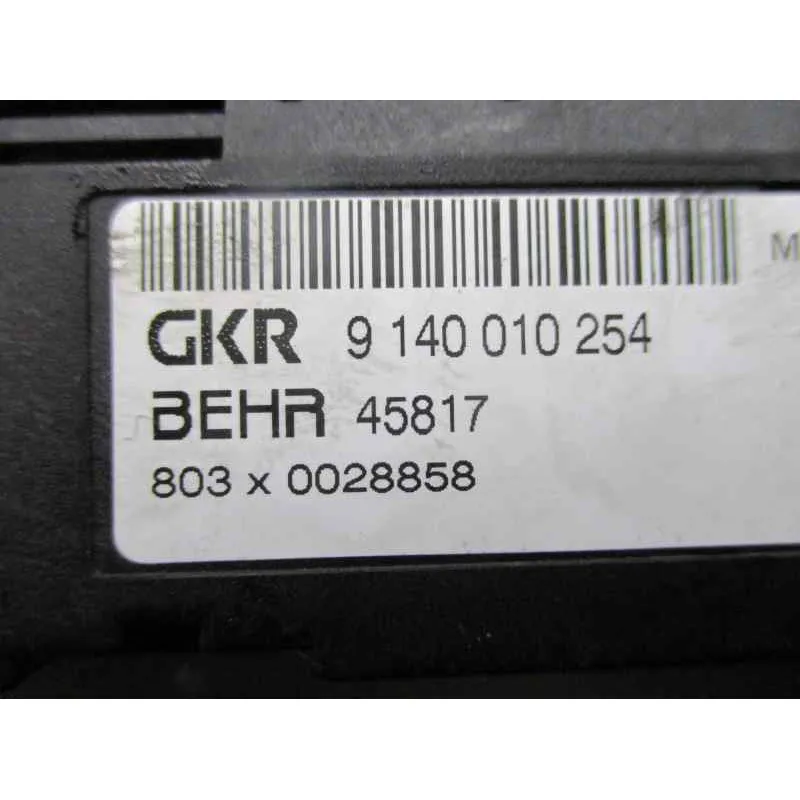 M
GKR 9 140 010 254
BEHR 45817
803 x 0028858